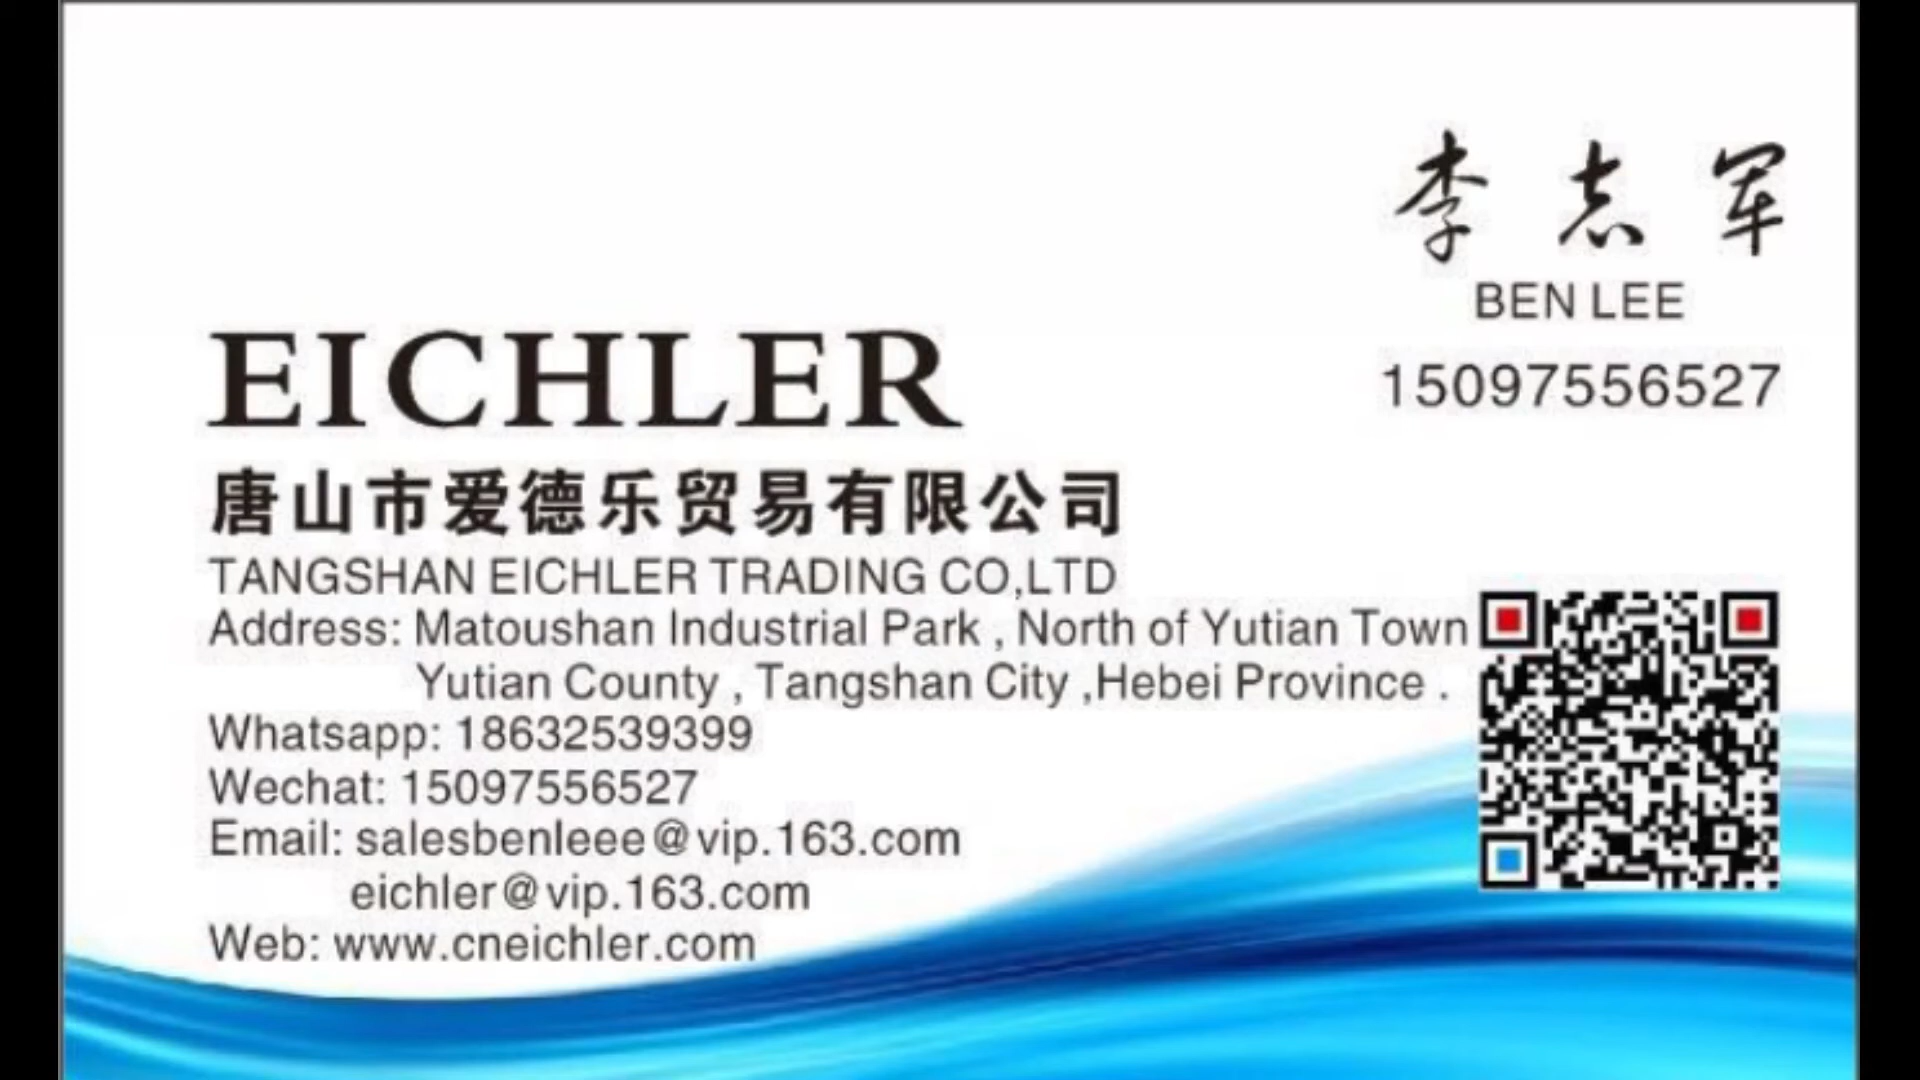 李志军
BEN LEE
15097556527
EICHLER
唐山市爱德乐贸易有限公司
TANGSHAN EICHLER TRADING CO,LTD
Address: Matoushan Industrial Park , North of Yutian Town
Yutian County , Tangshan City ,Hebei Province .
Whatsapp: 18632539399
Wechat: 15097556527
Email: salesbenleee@vip.163.com
eichler@vip.163.com
Web: www.cneichler.com